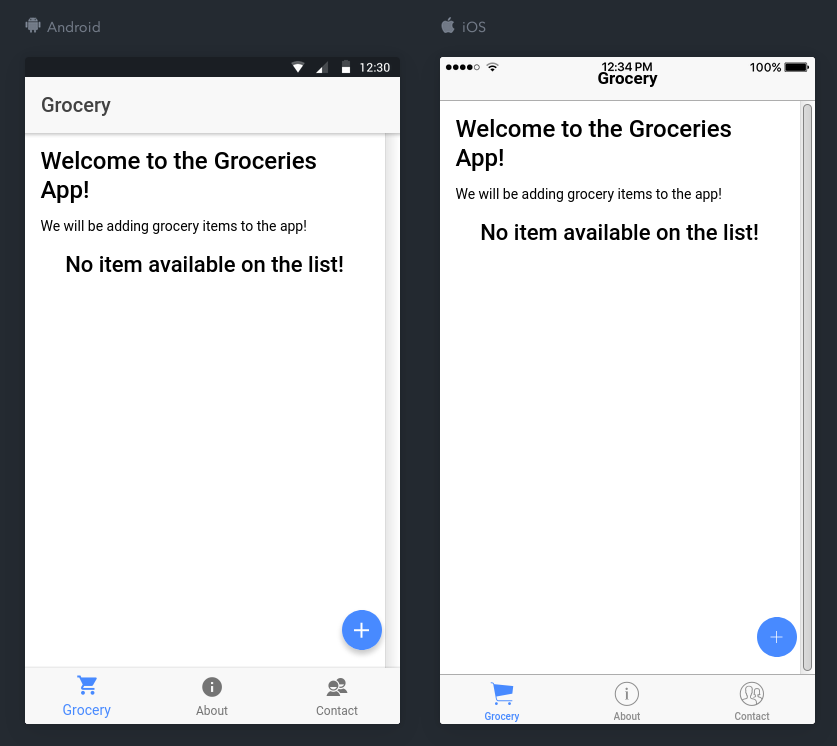 Android
12:30
Grocery
Welcome to the Groceries
App!
We will be adding grocery items to the app!
No item available on the list!
Grocery
About
Contact
iOS
12:34 PM
100%
Grocery
Welcome to the Groceries
App!
We will be adding grocery items to the app!
No item available on the list!
Grocery
About
Contact